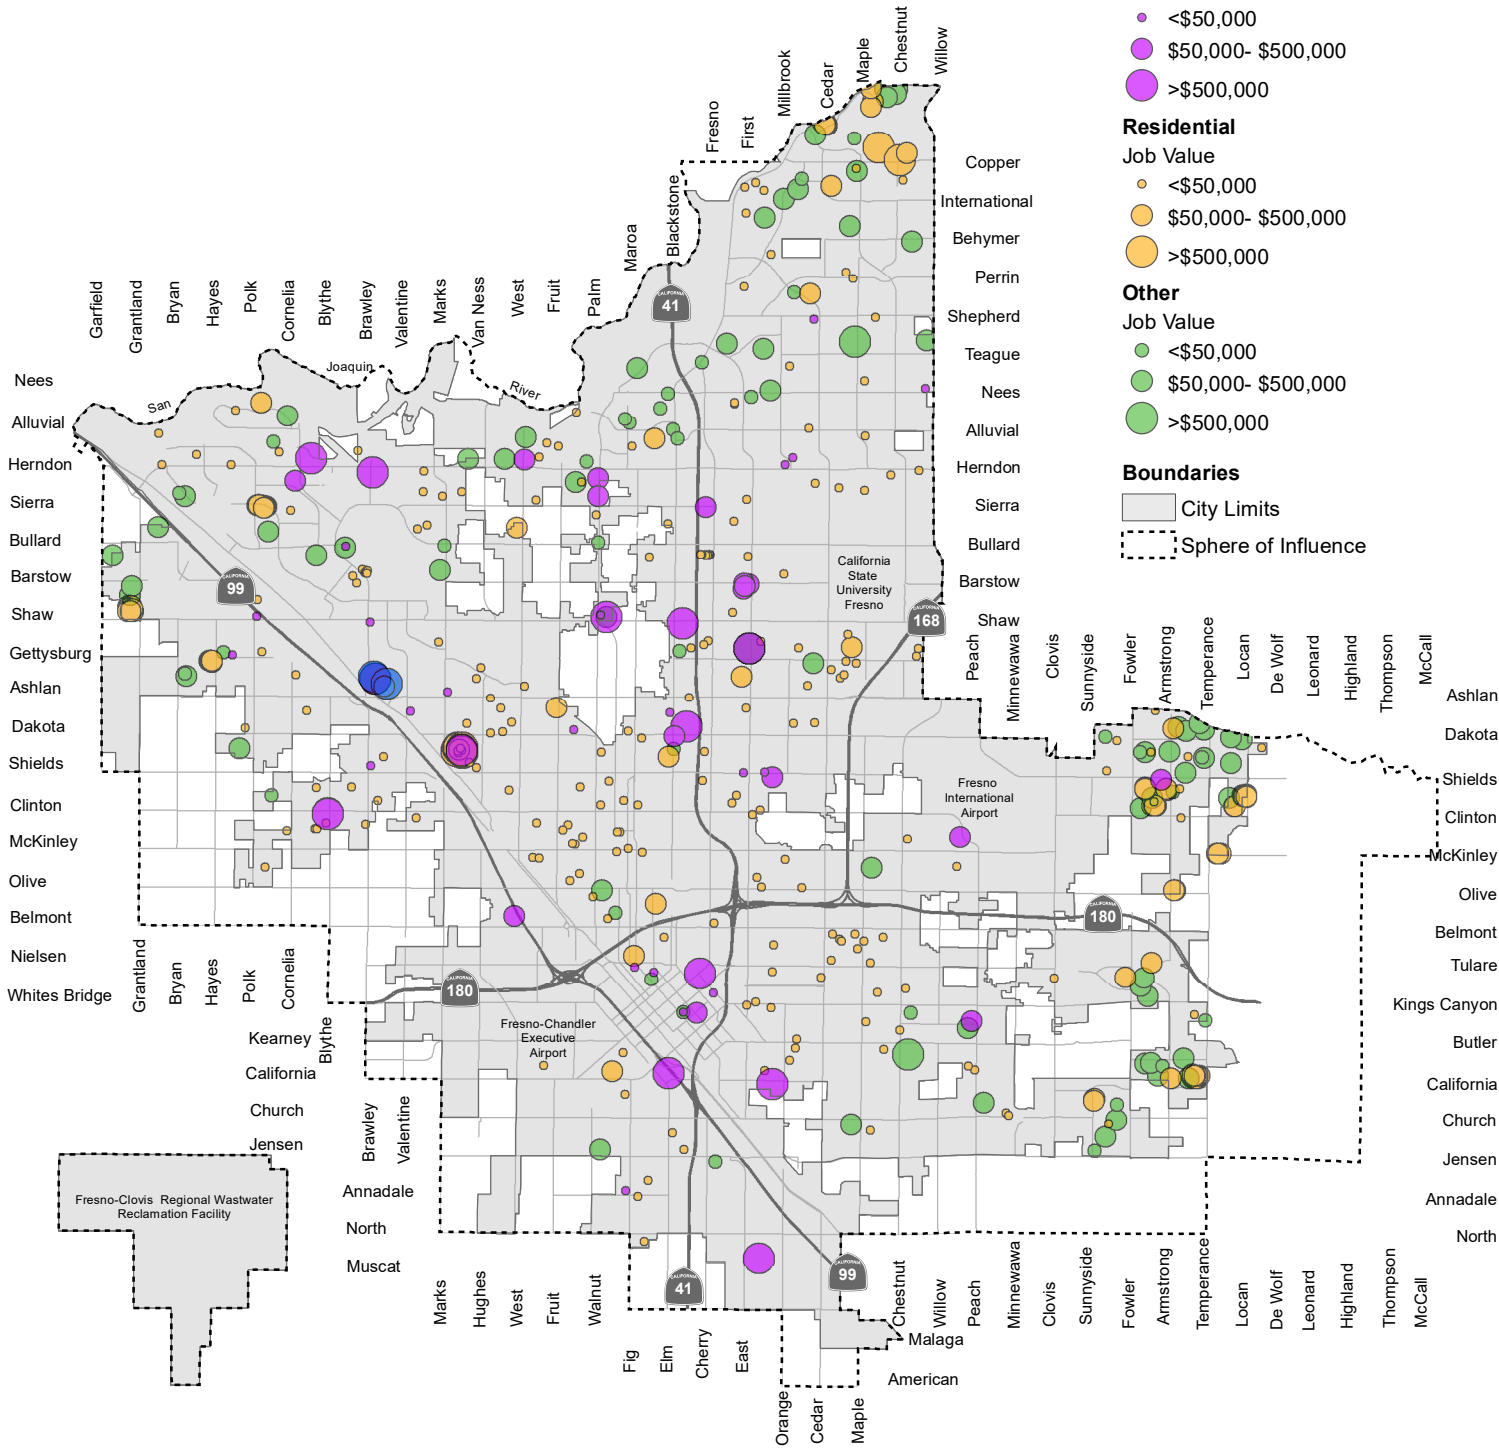 <$50,000
$50,000- $500,000
>$500,000
Residential
Job Value
<$50,000
$50,000- $500,000
>$500,000
Other
Job Value
<$50,000
$50,000- $500,000
>$500,000
Boundaries
City Limits
Sphere of Influence
Millbrook
Cedar
Maple
Chestnut
Willow
Fresno
First
Blackstone
Maroa
Garfield
Grantland
Bryan
Hayes
Polk
Cornelia
Blythe
Brawley
Valentine
Marks
Van Ness
West
Fruit
Palm
Copper
International
Behymer
Perrin
Shepherd
Teague
Nees
Alluvial
Herndon
Sierra
Bullard
Barstow
Shaw
Nees
Alluvial
Herndon
Sierra
Bullard
Barstow
Shaw
Gettysburg
Ashlan
Dakota
Shields
Clinton
McKinley
Olive
Belmont
Nielsen
Whites Bridge
San
Joaquin
River
CALIFORNIA
41
CALIFORNIA
99
CALIFORNIA
168
California
State
University
Fresno
Peach
Minnewawa
Clovis
Sunnyside
Fowler
Armstrong
Temperance
Locan
De Wolf
Leonard
Highland
Thompson
McCall
Ashlan
Dakota
Shields
Clinton
McKinley
Olive
Belmont
Tulare
Kings Canyon
Butler
California
Church
Jensen
Annadale
North
Fresno
International
Airport
CALIFORNIA
180
CALIFORNIA
180
Grantland
Bryan
Hayes
Polk
Cornelia
Blythe
Kearney
California
Church
Jensen
Brawley
Valentine
Annadale
North
Muscat
Fresno-Chandler
Executive
Airport
Fresno-Clovis Regional Wastwater
Reclamation Facility
Marks
Hughes
West
Fruit
Walnut
Fig
Elm
Cherry
East
Orange
Cedar
Maple
CALIFORNIA
41
CALIFORNIA
99
Chestnut
Willow
Peach
Minnewawa
Clovis
Sunnyside
Fowler
Armstrong
Temperance
Locan
De Wolf
Leonard
Highland
Thompson
McCall
Malaga
American